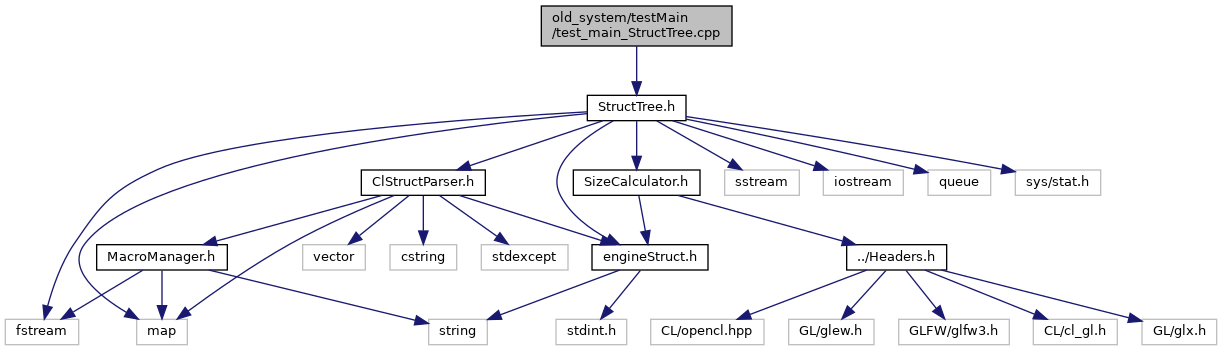 old_system/testMain
/test_main_StructTree.cpp
StructTree.h
ClStructParser.h
SizeCalculator.h
sstream
iostream
queue
sys/stat.h
MacroManager.h
vector
cstring
stdexcept
engineStruct.h
../Headers.h
fstream
map
string
stdint.h
CL/opencl.hpp
GL/glew.h
GLFW/glfw3.h
CL/cl_gl.h
GL/glx.h